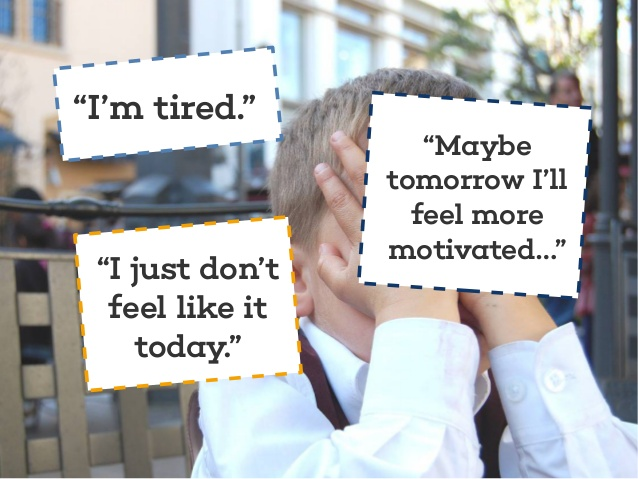 “I’m tired.”
“Maybe
tomorrow I’ll
feel more
motivated...”
“I just don’t
feel like it
today.”